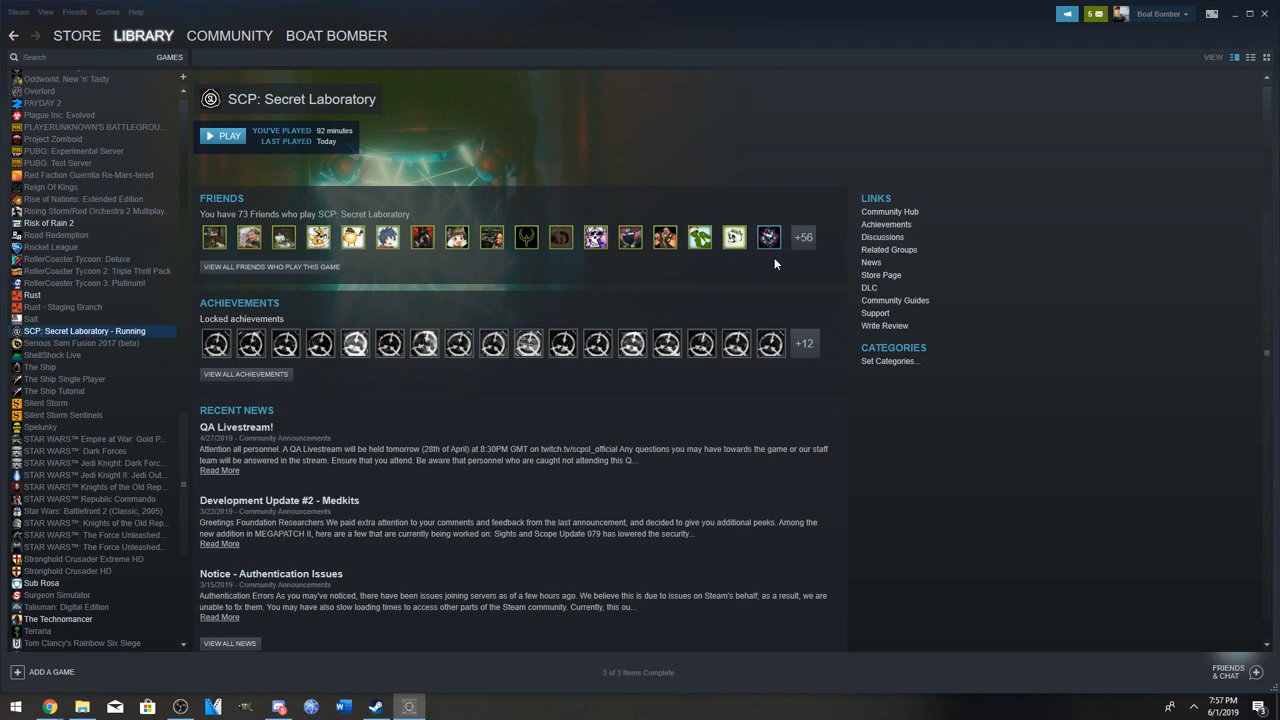 Steam View Friends Games Help
5
Boat Bomber
STORE LIBRARY COMMUNITY BOAT BOMBER
Search GAMES
VIEW
Oddworld: New 'n' Tasty
Overlord
PAYDAY 2
Plague Inc: Evolved
PLAYERUNKNOWN'S BATTLEGROU...
Project Zomboid
PUBG: Experimental Server
PUBG: Test Server
Red Faction Guerrilla Re-Mars-tered
Reign Of Kings
Rise of Nations: Extended Edition
Rising Storm/Red Orchestra 2 Multiplay...
Risk of Rain 2
Road Redemption
Rocket League
RollerCoaster Tycoon: Deluxe
RollerCoaster Tycoon 2: Triple Thrill Pack
RollerCoaster Tycoon 3: Platinum!
Rust
Rust - Staging Branch
Salt
SCP: Secret Laboratory - Running
Serious Sam Fusion 2017 (beta)
ShellShock Live
The Ship
The Ship Single Player
The Ship Tutorial
Silent Storm
Silent Storm Sentinels
Spelunky
STAR WARS™ Empire at War: Gold P...
STAR WARS™: Dark Forces
STAR WARS™ Jedi Knight: Dark Forc...
STAR WARS™ Jedi Knight II: Jedi Out...
STAR WARS™ Knights of the Old Rep...
STAR WARS™ Republic Commando
Star Wars: Battlefront 2 (Classic, 2005)
STAR WARS™: Knights of the Old Rep...
STAR WARS™: The Force Unleashed...
STAR WARS™: The Force Unleashed...
Stronghold Crusader Extreme HD
Stronghold Crusader HD
Sub Rosa
Surgeon Simulator
Talisman: Digital Edition
The Technomancer
Terraria
Tom Clancy's Rainbow Six Siege
SCP: Secret Laboratory
PLAY
YOU'VE PLAYED 92 minutes
LAST PLAYED Today
FRIENDS
You have 73 Friends who play SCP: Secret Laboratory
+56
VIEW ALL FRIENDS WHO PLAY THIS GAME
ACHIEVEMENTS
Locked achievements
+12
VIEW ALL ACHIEVEMENTS
RECENT NEWS
QA Livestream!
4/27/2019 - Community Announcements
Attention all personnel. A QA Livestream will be held tomorrow (28th of April) at 8:30PM GMT on twitch.tv/scpsl_official Any questions you may have towards the game or our staff
team will be answered in the stream. Ensure that you attend. Be aware that personnel who are caught not attending this Q...
Read More
Development Update #2 - Medkits
3/22/2019 - Community Announcements
Greetings Foundation Researchers We paid extra attention to your comments and feedback from the last announcement, and decided to give you additional peeks. Among the
new addition in MEGAPATCH II, here are a few that are currently being worked on: Sights and Scope Update 079 has lowered the security...
Read More
Notice - Authentication Issues
3/15/2019 - Community Announcements
Authentication Errors As you may've noticed, there have been issues joining servers as of a few hours ago. We believe this is due to issues on Steam's behalf; as a result, we are
unable to fix them. You may have also slow loading times to access other parts of the Steam community. Currently, this ou...
Read More
VIEW ALL NEWS
LINKS
Community Hub
Achievements
Discussions
Related Groups
News
Store Page
DLC
Community Guides
Support
Write Review
CATEGORIES
Set Categories...
ADD A GAME
3 of 3 Items Complete
FRIENDS
& CHAT
7:57 PM
6/1/2019
3